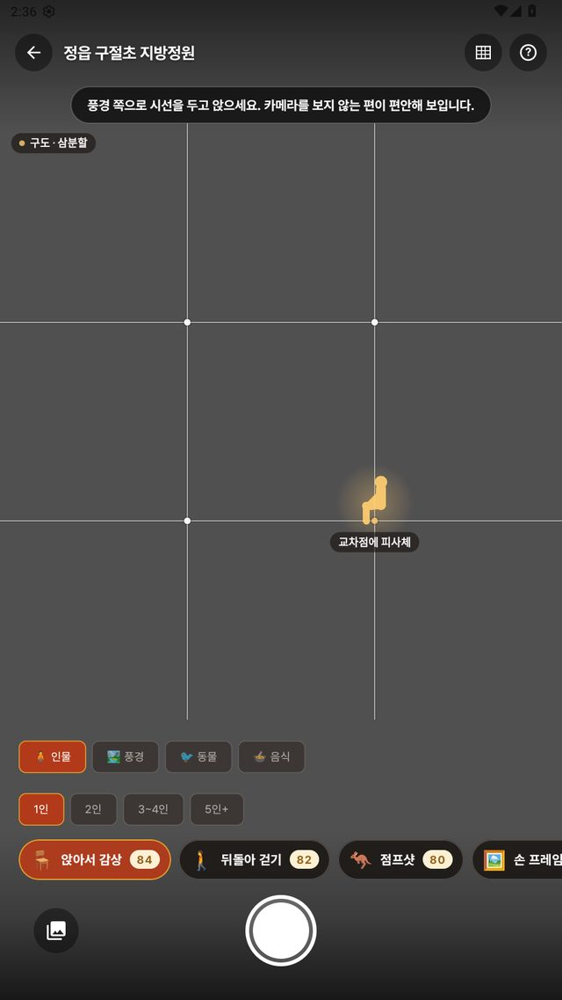 2:36
정읍 구절초 지방정원
풍경 쪽으로 시선을 두고 앉으세요. 카메라를 보지 않는 편이 편안해 보입니다.
구도 · 삼분할
교차점에 피사체
인물 풍경 동물 음식
1인 2인 3~4인 5인+
앉아서 감상 84 뒤돌아 걷기 82 점프샷 80 손 프레임